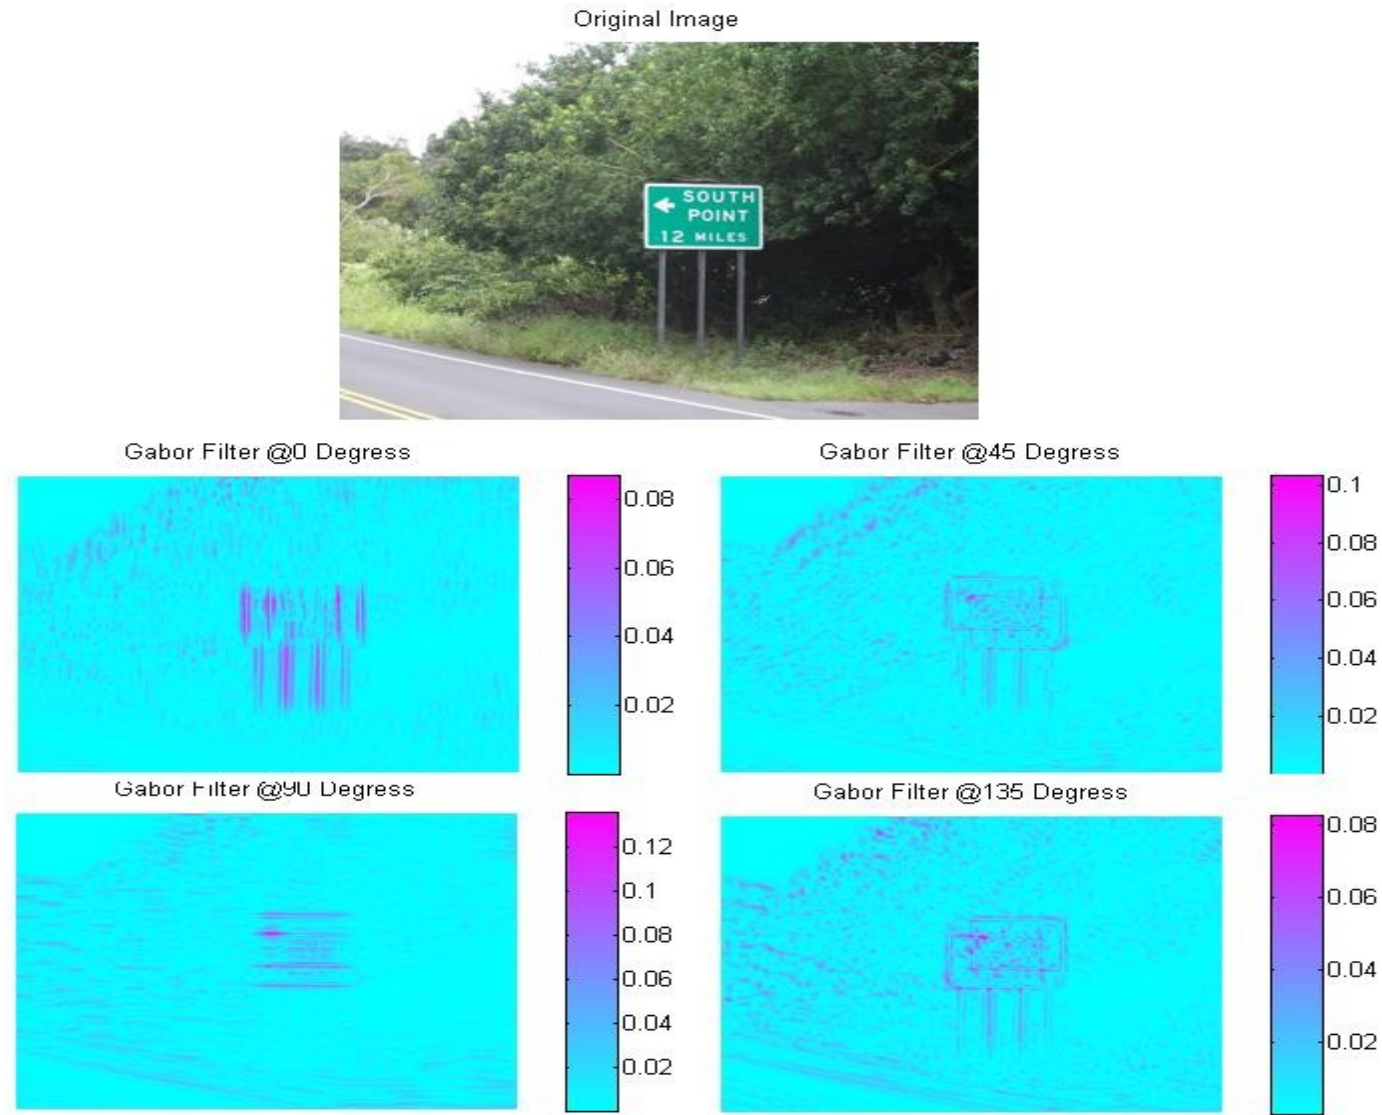 Original Image
SOUTH
POINT
12 MILES
Gabor Filter @0 Degress
0.08
0.06
0.04
0.02
Gabor Filter @45 Degress
0.1
0.08
0.06
0.04
0.02
Gabor Filter @90 Degress
0.12
0.1
0.08
0.06
0.04
0.02
Gabor Filter @135 Degress
0.08
0.06
0.04
0.02